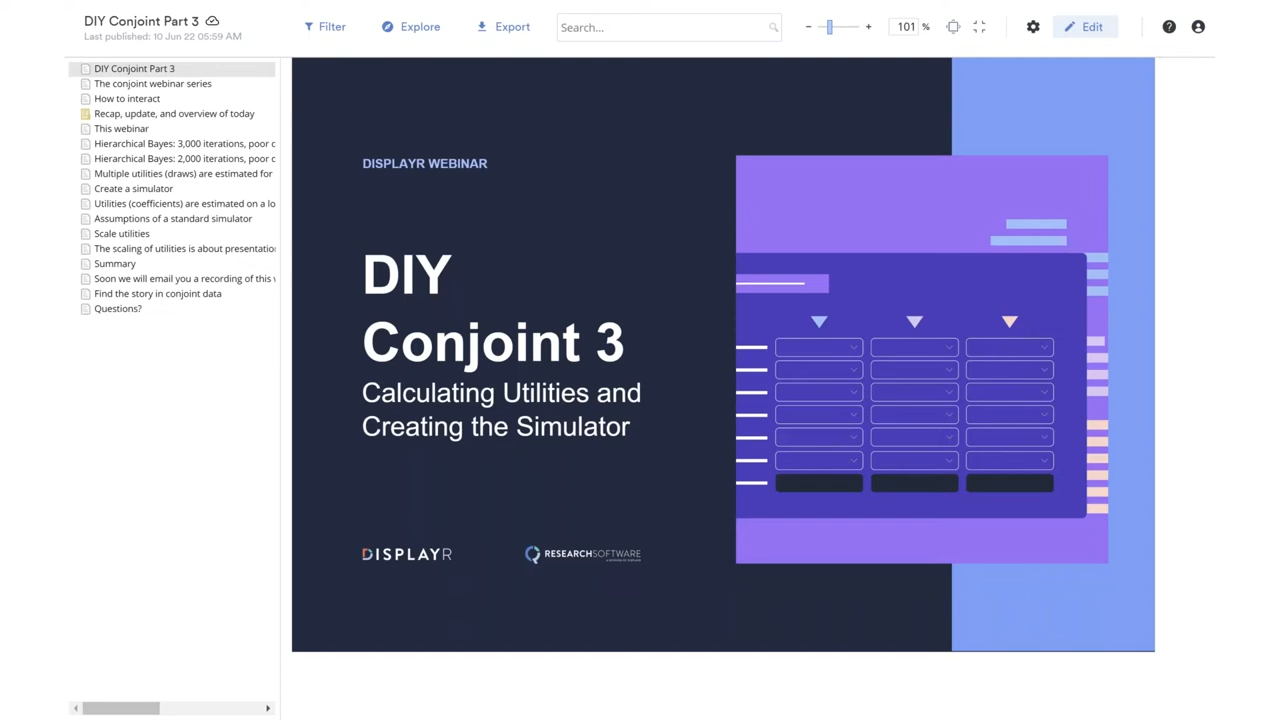 DIY Conjoint Part 3
Last published: 10 Jun 22 05:59 AM
Filter
Explore
Export
Search...
101 %
Edit
DIY Conjoint Part 3
The conjoint webinar series
How to interact
Recap, update, and overview of today
This webinar
Hierarchical Bayes: 3,000 iterations, poor c
Hierarchical Bayes: 2,000 iterations, poor c
Multiple utilities (draws) are estimated for
Create a simulator
Utilities (coefficients) are estimated on a lo
Assumptions of a standard simulator
Scale utilities
The scaling of utilities is about presentation
Summary
Soon we will email you a recording of this w
Find the story in conjoint data
Questions?
DISPLAYR WEBINAR
DIY
Conjoint 3
Calculating Utilities and
Creating the Simulator
DISPLAYR
RESEARCHSOFTWARE